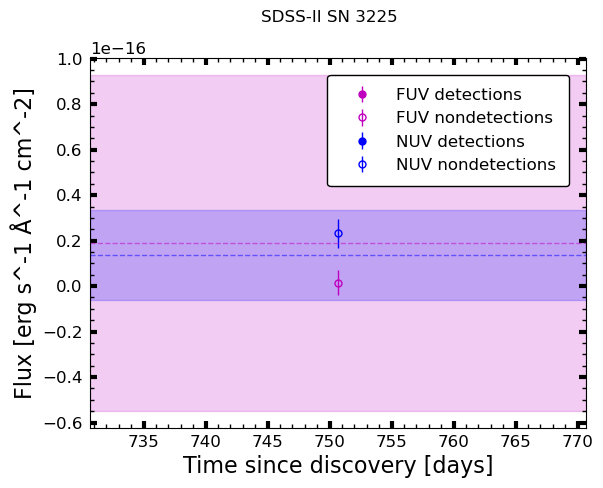 SDSS-II SN 3225
1e−16
1.0
0.8
0.6
0.4
0.2
0.0
−0.2
−0.4
−0.6
Flux [erg s^-1 Å^-1 cm^-2]
FUV detections
FUV nondetections
NUV detections
NUV nondetections
735 740 745 750 755 760 765 770
Time since discovery [days]